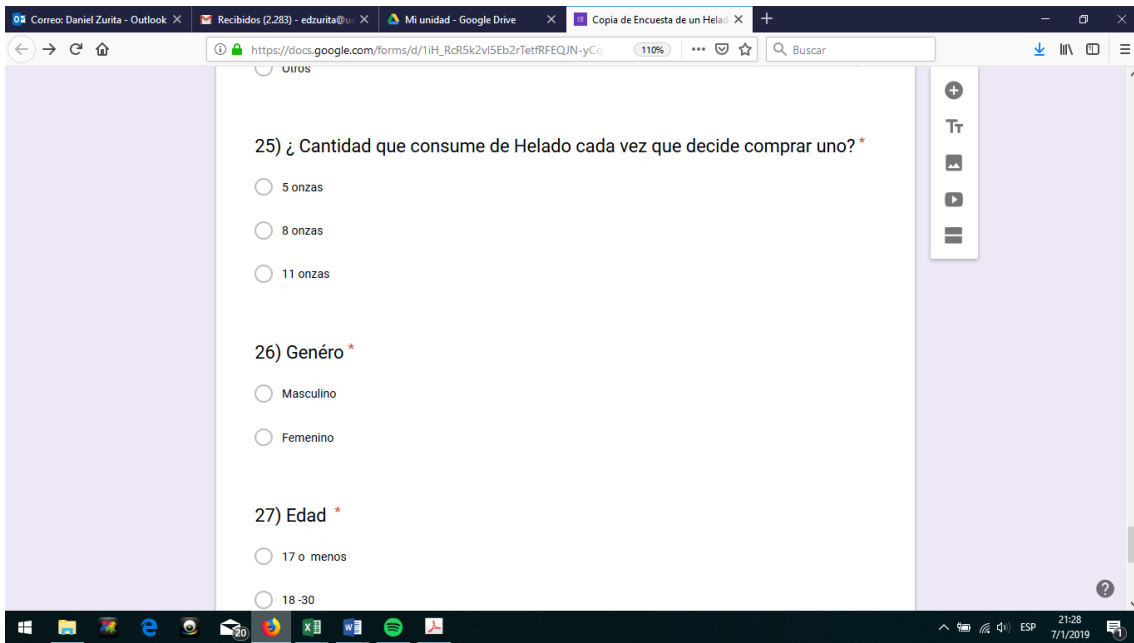 Correo: Daniel Zurita - Outlook
Recibidos (2.283) - edzurita@u
Mi unidad - Google Drive
Copia de Encuesta de un Helad
https://docs.google.com/forms/d/1iH_RcR5k2vl5Eb2rTetfRFEQJN-yCq
110%
Buscar
Otros
25) ¿ Cantidad que consume de Helado cada vez que decide comprar uno? *
5 onzas
8 onzas
11 onzas
26) Genéro *
Masculino
Femenino
27) Edad *
17 o menos
18 -30
20
ESP
21:28
7/1/2019